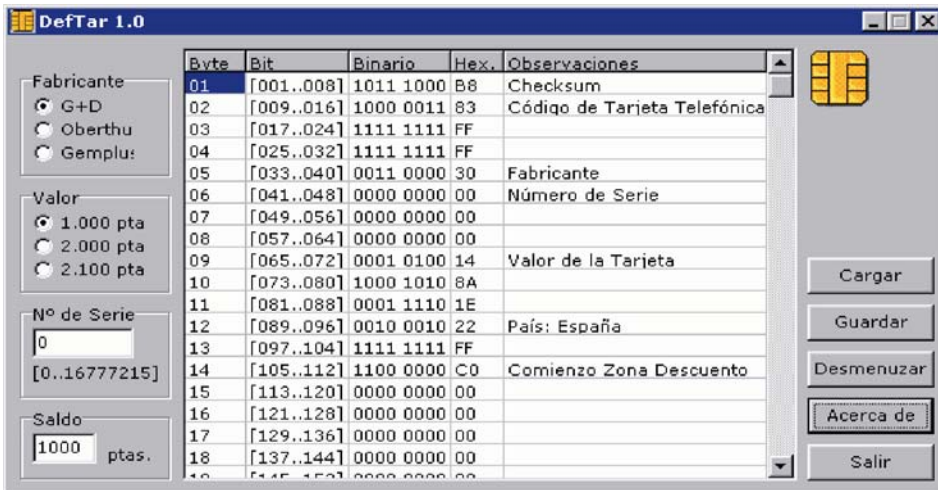 DefTar 1.0
Fabricante
G+D
Oberthu
Gemplus
Valor
1.000 pta
2.000 pta
2.100 pta
Nº de Serie
0
[0..16777215]
Saldo
1000 ptas.
Byte Bit Binario Hex. Observaciones
01 [001..008] 1011 1000 B8 Checksum
02 [009..016] 1000 0011 83 Código de Tarjeta Telefónica
03 [017..024] 1111 1111 FF
04 [025..032] 1111 1111 FF
05 [033..040] 0011 0000 30 Fabricante
06 [041..048] 0000 0000 00 Número de Serie
07 [049..056] 0000 0000 00
08 [057..064] 0000 0000 00
09 [065..072] 0001 0100 14 Valor de la Tarjeta
10 [073..080] 1000 1010 8A
11 [081..088] 0001 1110 1E
12 [089..096] 0010 0010 22 País: España
13 [097..104] 1111 1111 FF
14 [105..112] 1100 0000 C0 Comienzo Zona Descuento
15 [113..120] 0000 0000 00
16 [121..128] 0000 0000 00
17 [129..136] 0000 0000 00
18 [137..144] 0000 0000 00
Cargar
Guardar
Desmenuzar
Acerca de
Salir